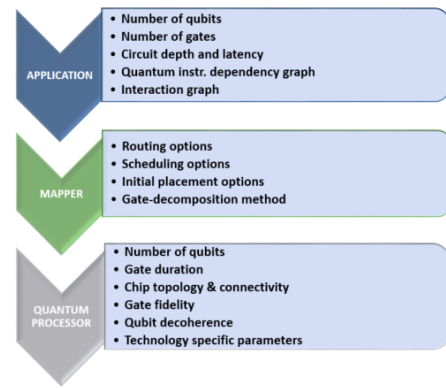 APPLICATION
• Number of qubits
• Number of gates
• Circuit depth and latency
• Quantum instr. dependency graph
• Interaction graph
MAPPER
• Routing options
• Scheduling options
• Initial placement options
• Gate-decomposition method
QUANTUM
PROCESSOR
• Number of qubits
• Gate duration
• Chip topology & connectivity
• Gate fidelity
• Qubit decoherence
• Technology specific parameters